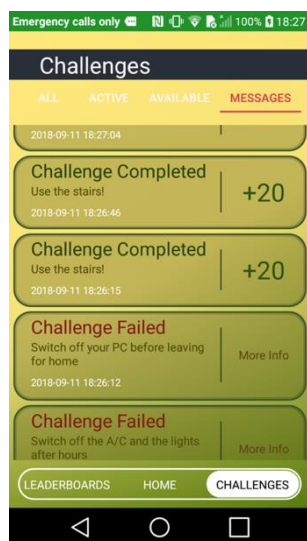 Emergency calls only 100% 18:27
Challenges
ALL ACTIVE AVAILABLE MESSAGES
2018-09-11 18:27:04
Challenge Completed
Use the stairs!
+20
2018-09-11 18:26:46
Challenge Completed
Use the stairs!
+20
2018-09-11 18:26:15
Challenge Failed
Switch off your PC before leaving
for home
More Info
2018-09-11 18:26:12
Challenge Failed
Switch off the A/C and the lights
after hours
More Info
LEADERBOARDS HOME CHALLENGES